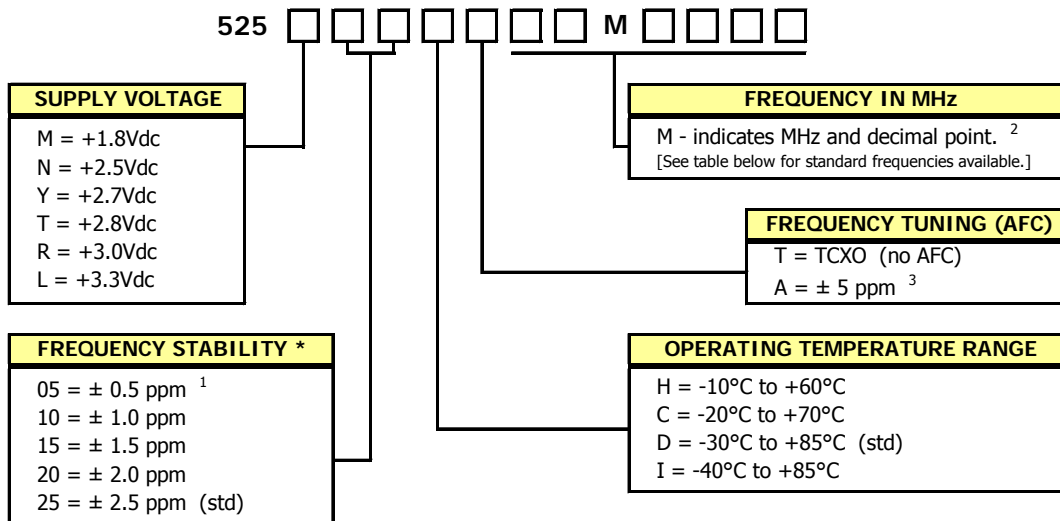 525 M
SUPPLY VOLTAGE
M = +1.8Vdc
N = +2.5Vdc
Y = +2.7Vdc
T = +2.8Vdc
R = +3.0Vdc
L = +3.3Vdc
FREQUENCY IN MHz
M - indicates MHz and decimal point. 2
[See table below for standard frequencies available.]
FREQUENCY TUNING (AFC)
T = TCXO (no AFC)
A = ± 5 ppm 3
FREQUENCY STABILITY *
05 = ± 0.5 ppm 1
10 = ± 1.0 ppm
15 = ± 1.5 ppm
20 = ± 2.0 ppm
25 = ± 2.5 ppm (std)
OPERATING TEMPERATURE RANGE
H = -10°C to +60°C
C = -20°C to +70°C
D = -30°C to +85°C (std)
I = -40°C to +85°C